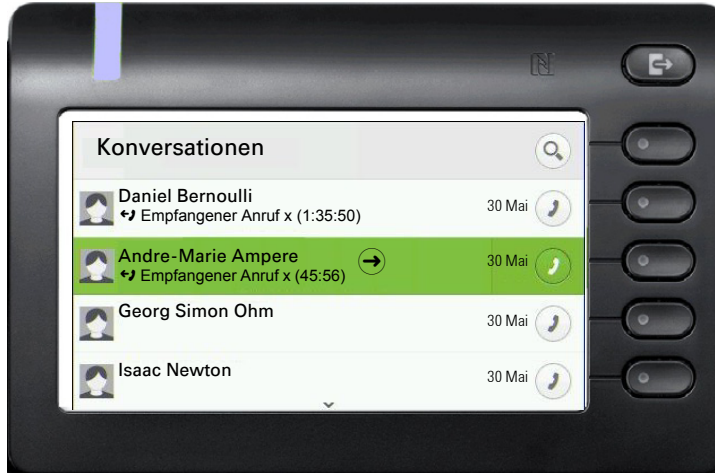 Konversationen
Daniel Bernoulli
Empfangener Anruf x (1:35:50)
30 Mai
Andre-Marie Ampere
Empfangener Anruf x (45:56)
30 Mai
Georg Simon Ohm
30 Mai
Isaac Newton
30 Mai